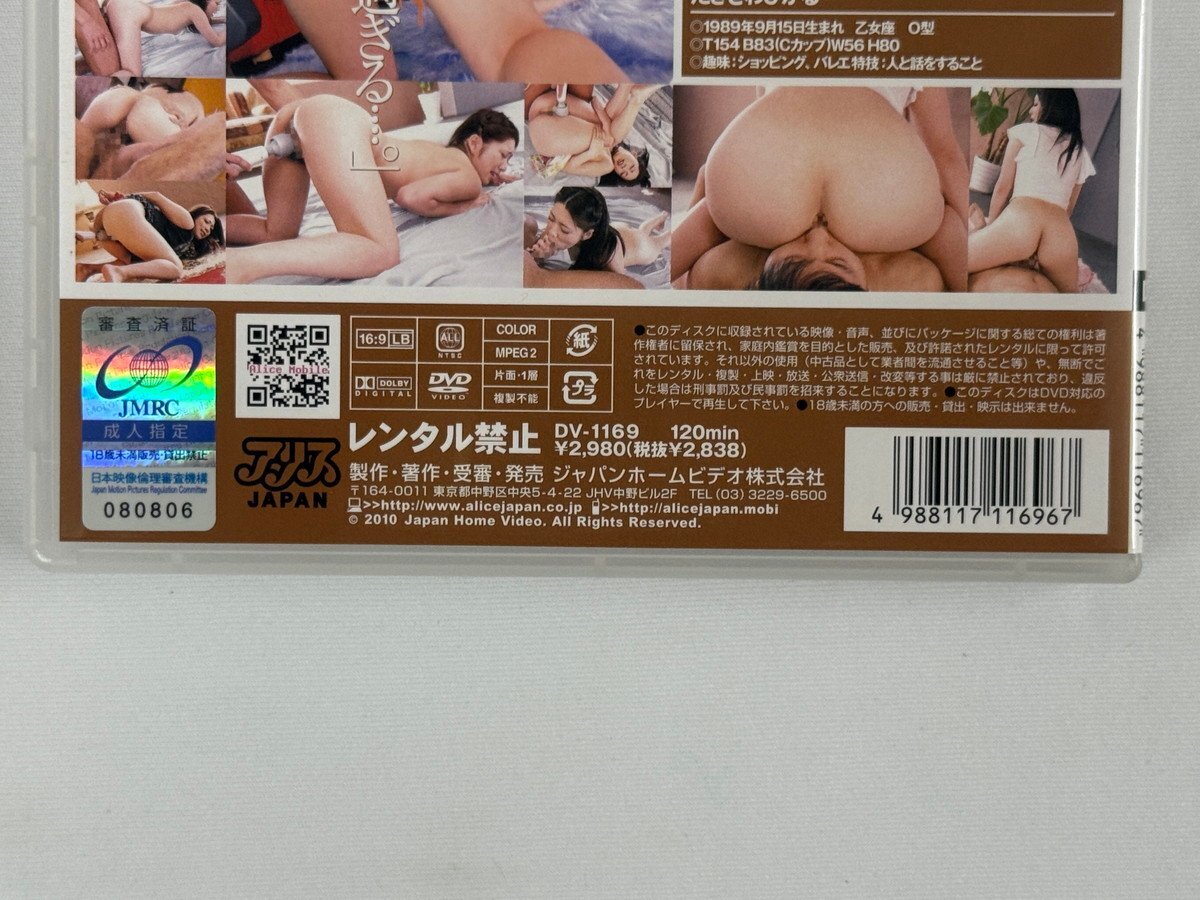 ぎる……。」
◎1989年9月15日生まれ 乙女座 O型
◎T154 B83(Cカップ)W56 H80
◎趣味:ショッピング、バレエ特技:人と話をすること
審査済証
JMRC
成人指定
18歳未満販売・貸出禁止
日本映像倫理審査機構
Japan Motion Pictures Regulation Committee
080806
Alice Mobile
アリス
JAPAN
16:9 LB
ALL
NTSC
COLOR
MPEG2
紙
DOLBY
DIGITAL
DVD
VIDEO
片面・1層
複製不能
プラ
●このディスクに収録されている映像・音声、並びにパッケージに関する総ての権利は著
作権者に留保され、家庭内鑑賞を目的とした販売、及び許諾されたレンタルに限って許可
されています。それ以外の使用（中古品として業者間を流通させること等）や、無断でこ
れをレンタル・複製・上映・放送・公衆送信・改変等する事は厳に禁止されており、違反
した場合は刑事罰及び民事罰を招来することになります。●このディスクはDVD対応の
プレイヤーで再生して下さい。●18歳未満の方への販売・貸出・映示は出来ません。
レンタル禁止 DV-1169 120min
¥2,980(税抜¥2,838)
製作・著作・受審・発売 ジャパンホームビデオ株式会社
〒164-0011 東京都中野区中央5-4-22 JHV中野ビル2F TEL(03)3229-6500
>>http://www.alicejapan.co.jp >>http://alicejapan.mobi
© 2010 Japan Home Video. All Rights Reserved.
4 988117 116967